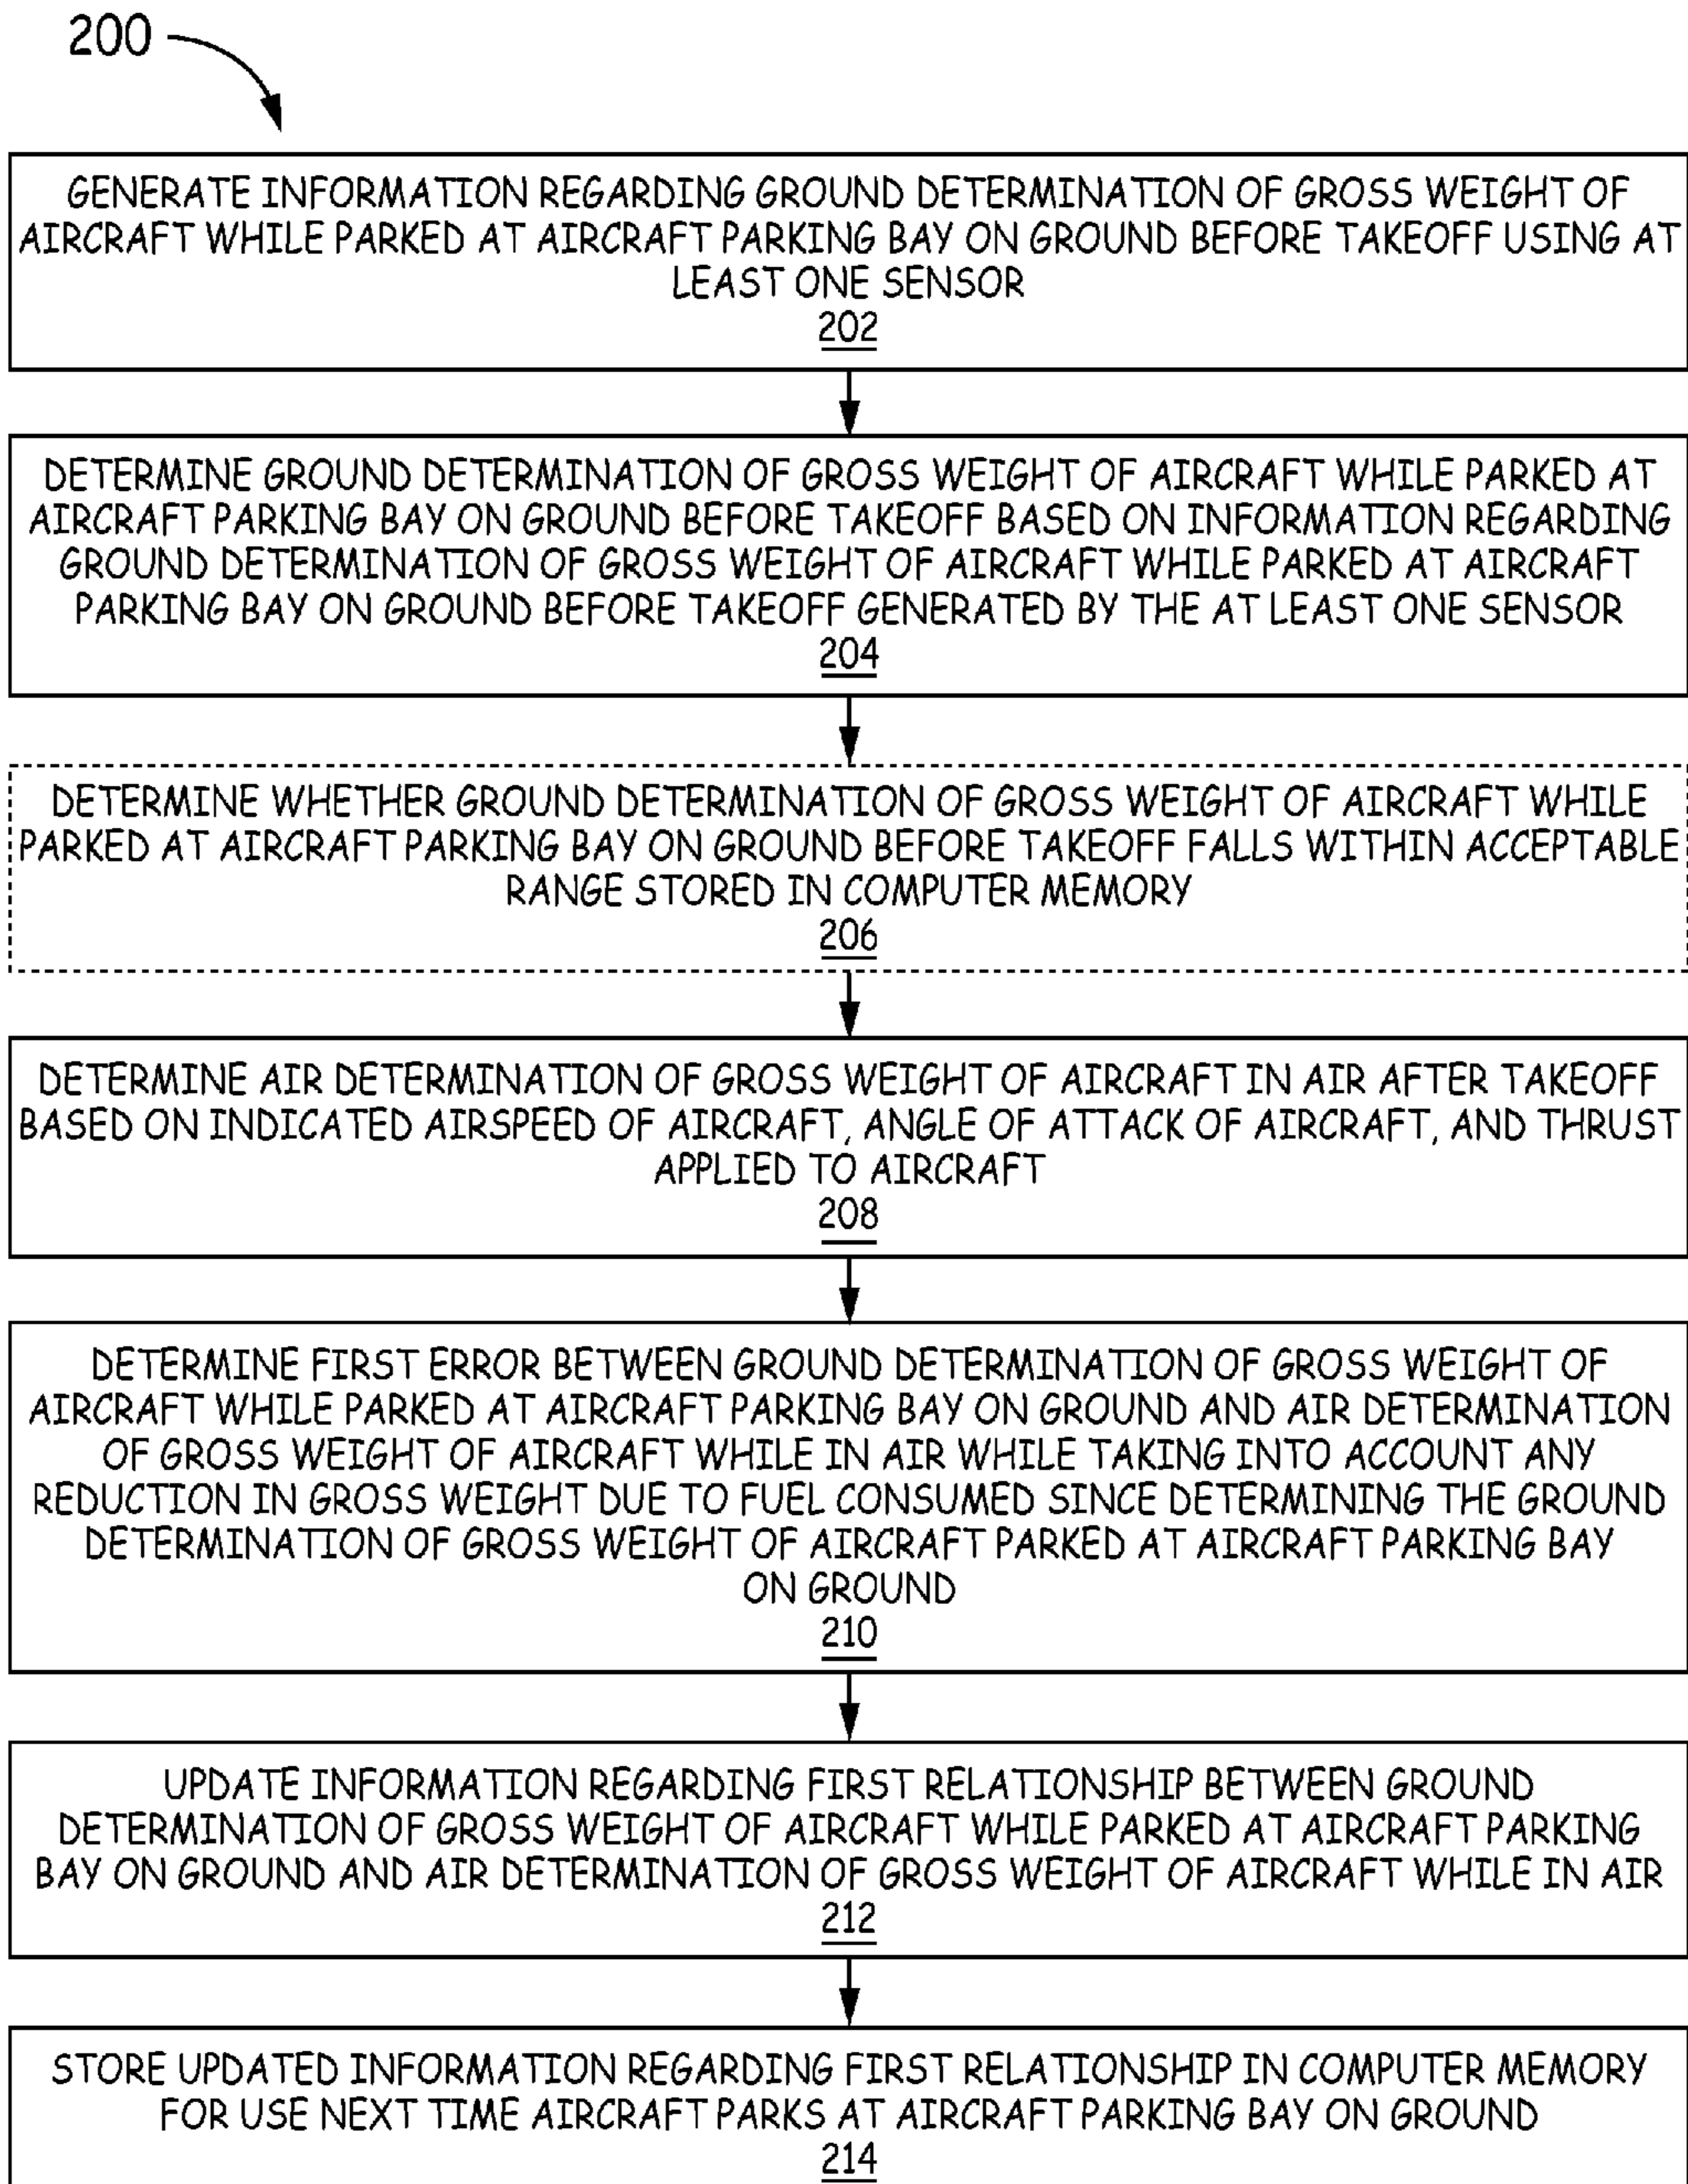 200
GENERATE INFORMATION REGARDING GROUND DETERMINATION OF GROSS WEIGHT OF
AIRCRAFT WHILE PARKED AT AIRCRAFT PARKING BAY ON GROUND BEFORE TAKEOFF USING AT
LEAST ONE SENSOR
202
DETERMINE GROUND DETERMINATION OF GROSS WEIGHT OF AIRCRAFT WHILE PARKED AT
AIRCRAFT PARKING BAY ON GROUND BEFORE TAKEOFF BASED ON INFORMATION REGARDING
GROUND DETERMINATION OF GROSS WEIGHT OF AIRCRAFT WHILE PARKED AT AIRCRAFT
PARKING BAY ON GROUND BEFORE TAKEOFF GENERATED BY THE AT LEAST ONE SENSOR
204
DETERMINE WHETHER GROUND DETERMINATION OF GROSS WEIGHT OF AIRCRAFT WHILE
PARKED AT AIRCRAFT PARKING BAY ON GROUND BEFORE TAKEOFF FALLS WITHIN ACCEPTABLE
RANGE STORED IN COMPUTER MEMORY
206
DETERMINE AIR DETERMINATION OF GROSS WEIGHT OF AIRCRAFT IN AIR AFTER TAKEOFF
BASED ON INDICATED AIRSPEED OF AIRCRAFT, ANGLE OF ATTACK OF AIRCRAFT, AND THRUST
APPLIED TO AIRCRAFT
208
DETERMINE FIRST ERROR BETWEEN GROUND DETERMINATION OF GROSS WEIGHT OF
AIRCRAFT WHILE PARKED AT AIRCRAFT PARKING BAY ON GROUND AND AIR DETERMINATION
OF GROSS WEIGHT OF AIRCRAFT WHILE IN AIR WHILE TAKING INTO ACCOUNT ANY
REDUCTION IN GROSS WEIGHT DUE TO FUEL CONSUMED SINCE DETERMINING THE GROUND
DETERMINATION OF GROSS WEIGHT OF AIRCRAFT PARKED AT AIRCRAFT PARKING BAY
ON GROUND
210
UPDATE INFORMATION REGARDING FIRST RELATIONSHIP BETWEEN GROUND
DETERMINATION OF GROSS WEIGHT OF AIRCRAFT WHILE PARKED AT AIRCRAFT PARKING
BAY ON GROUND AND AIR DETERMINATION OF GROSS WEIGHT OF AIRCRAFT WHILE IN AIR
212
STORE UPDATED INFORMATION REGARDING FIRST RELATIONSHIP IN COMPUTER MEMORY
FOR USE NEXT TIME AIRCRAFT PARKS AT AIRCRAFT PARKING BAY ON GROUND
214